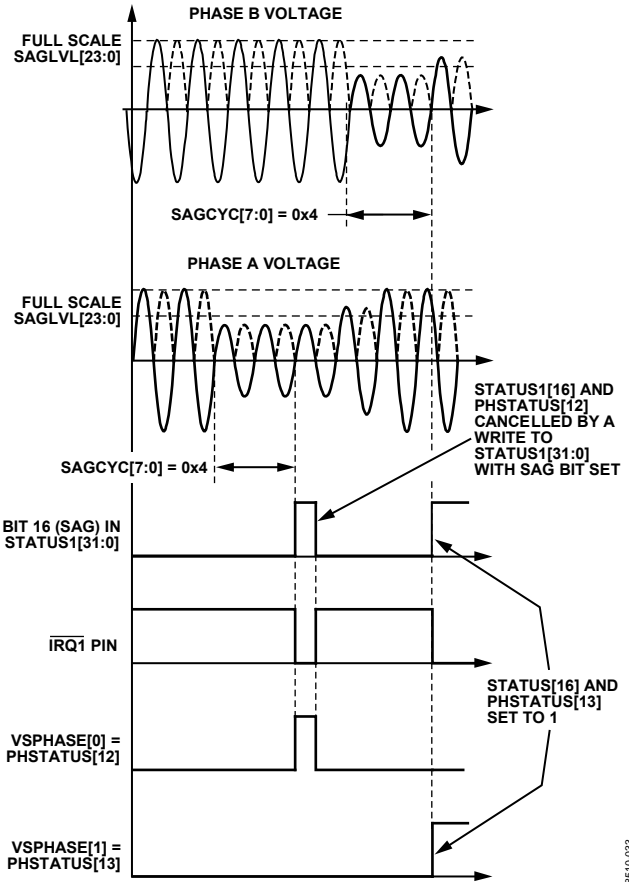 PHASE B VOLTAGE
FULL SCALE
SAGLVL[23:0]
SAGCYC[7:0] = 0x4
PHASE A VOLTAGE
FULL SCALE
SAGLVL[23:0]
STATUS1[16] AND
PHSTATUS[12]
CANCELLED BY A
WRITE TO
STATUS1[31:0]
WITH SAG BIT SET
SAGCYC[7:0] = 0x4
BIT 16 (SAG) IN
STATUS1[31:0]
IRQ1 PIN
STATUS[16] AND
PHSTATUS[13]
SET TO 1
VSPHASE[0] =
PHSTATUS[12]
VSPHASE[1] =
PHSTATUS[13]